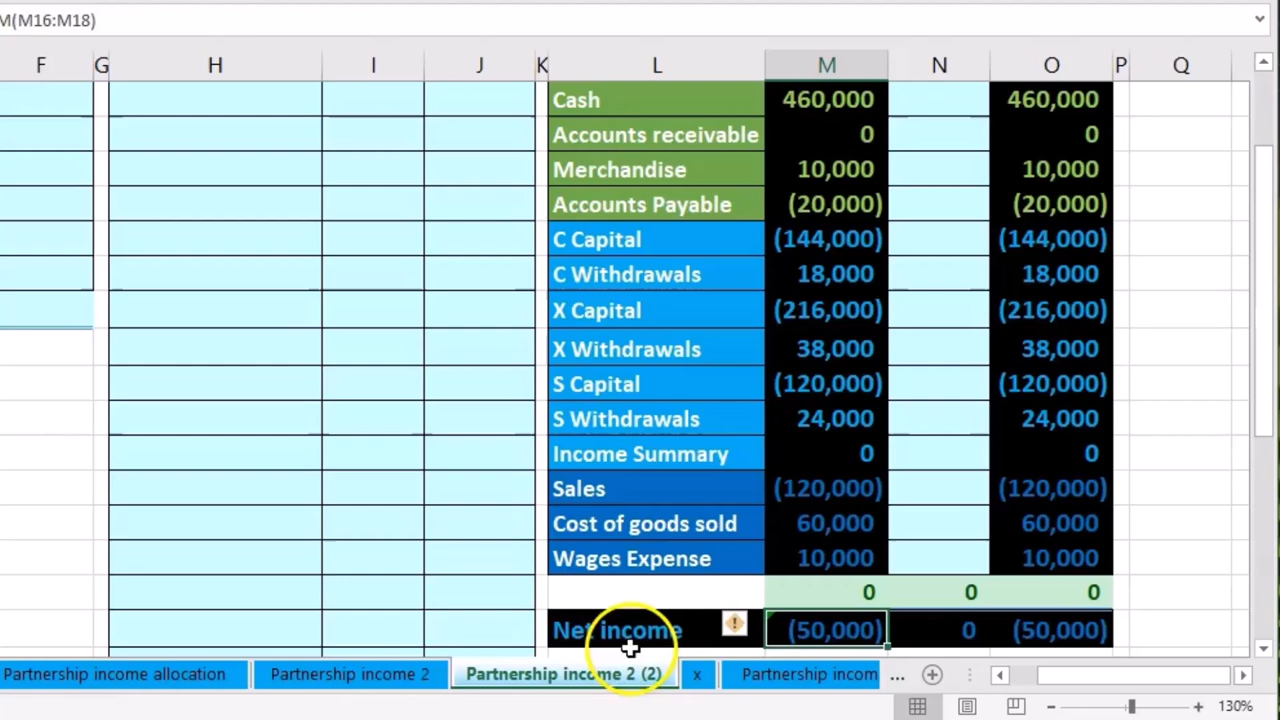 M(M16:M18)
F G H I J K L M N O P Q
Cash 460,000 460,000
Accounts receivable 0 0
Merchandise 10,000 10,000
Accounts Payable (20,000) (20,000)
C Capital (144,000) (144,000)
C Withdrawals 18,000 18,000
X Capital (216,000) (216,000)
X Withdrawals 38,000 38,000
S Capital (120,000) (120,000)
S Withdrawals 24,000 24,000
Income Summary 0 0
Sales (120,000) (120,000)
Cost of goods sold 60,000 60,000
Wages Expense 10,000 10,000
0 0 0
Net income ! (50,000) 0 (50,000)
Partnership income allocation Partnership income 2 Partnership income 2 (2) x Partnership incom ...
130%